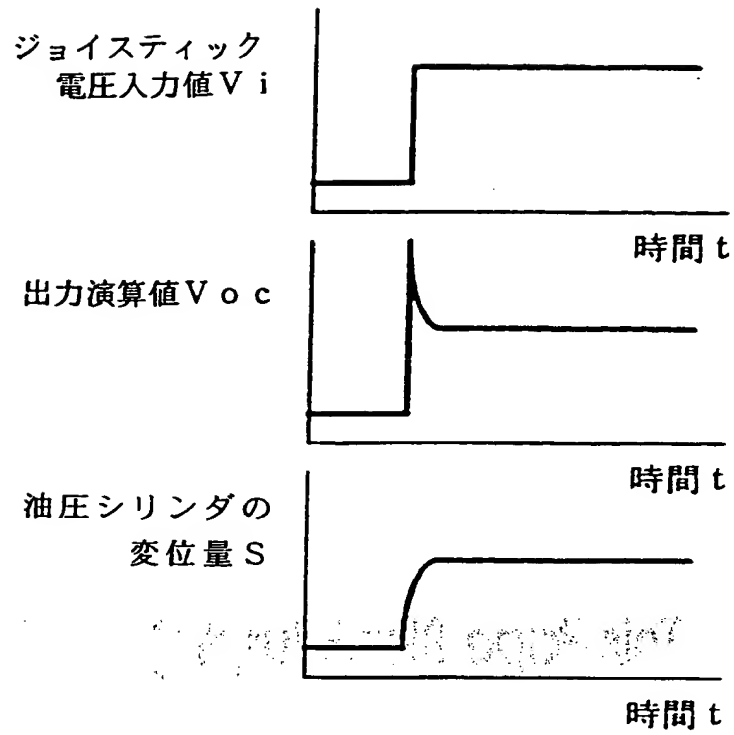 ジョイスティック
電圧入力値Ｖｉ
時間ｔ
出力演算値Ｖｏｃ
時間ｔ
油圧シリンダの
変位量Ｓ
時間ｔ